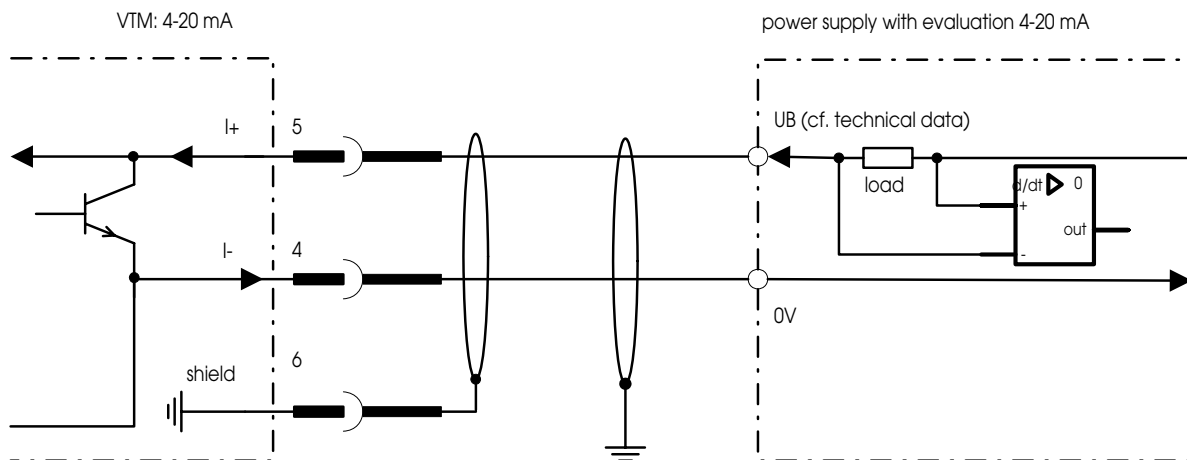 VTM: 4-20 mA
power supply with evaluation 4-20 mA
I+
5
UB (cf. technical data)
load
d/dt
0
+
out
-
I-
4
0V
6
shield